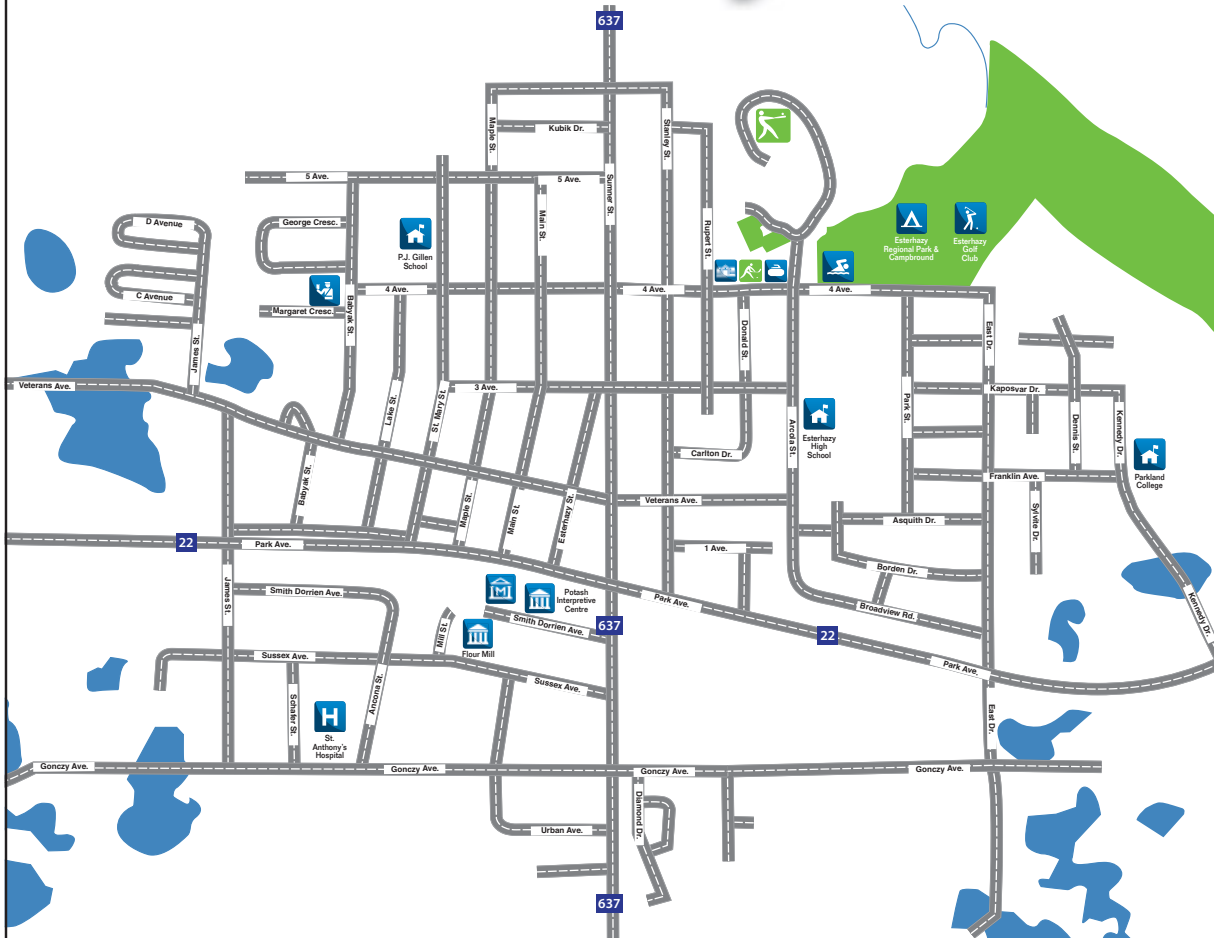 637
Maple St.
Kubik Dr.
Stanley St.
5 Ave.
5 Ave.
Sumner St.
D Avenue
George Cresc.
Main St.
Rupert St.
P.J. Gillen
School
Esterhazy
Regional Park &
Campbround
Esterhazy
Golf
Club
C Avenue
Margaret Cresc.
Babyak St.
4 Ave.
4 Ave.
4 Ave.
James St.
Donald St.
East Dr.
Veterans Ave.
Lake St.
St. Mary St.
3 Ave.
Kaposvar Dr.
Park St.
Arcola St.
Esterhazy
High
School
Dennis St.
Kennedy Dr.
Carlton Dr.
Parkland
College
Babyak St.
Franklin Ave.
Maple St.
Main St.
Esterhazy St.
Veterans Ave.
Sylvite Dr.
Asquith Dr.
22
Park Ave.
1 Ave.
Borden Dr.
James St.
Smith Dorrien Ave.
M
Potash
Interpretive
Centre
Park Ave.
Broadview Rd.
Kennedy Dr.
Smith Dorrien Ave.
637
22
Mill St.
Flour Mill
Sussex Ave.
Park Ave.
Sussex Ave.
Schafer St.
Ancona St.
H
St.
Anthony's
Hospital
East Dr.
Gonczy Ave.
Gonczy Ave.
Gonczy Ave.
Gonczy Ave.
Diamond Dr.
Urban Ave.
637